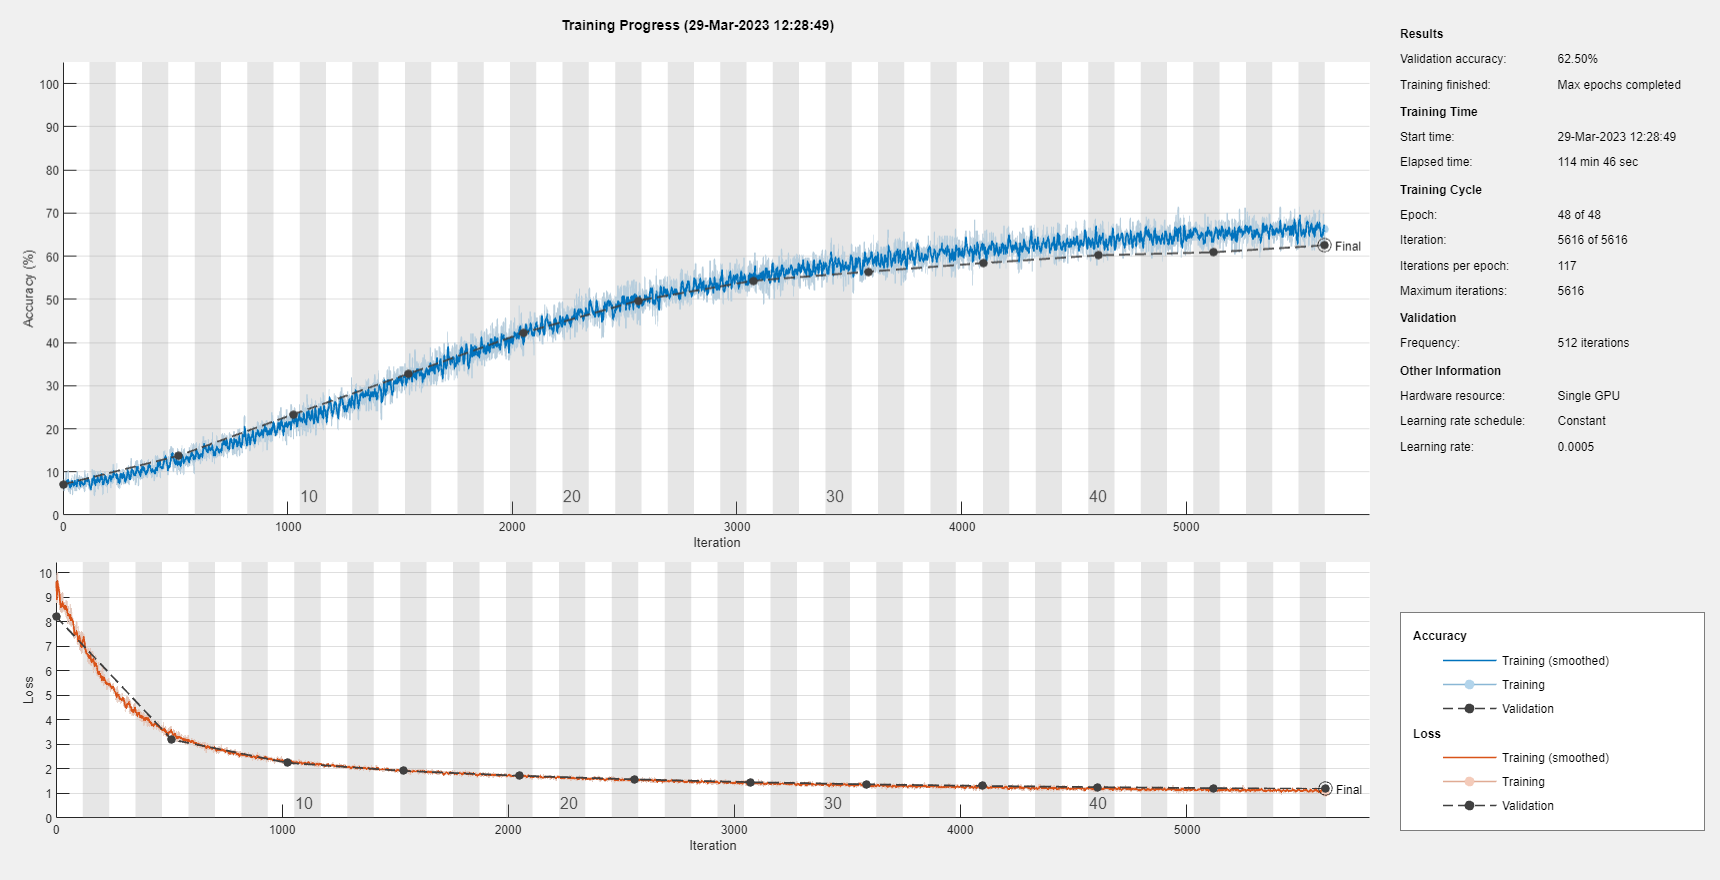 Training Progress (29-Mar-2023 12:28:49)
100
90
80
70
60
50
40
30
20
10
0
Accuracy (%)
Final
10
20
30
40
0
1000
2000
3000
4000
5000
Iteration
10
9
8
7
6
5
4
3
2
1
0
Loss
Final
10
20
30
40
0
1000
2000
3000
4000
5000
Iteration
Results
Validation accuracy: 62.50%
Training finished: Max epochs completed
Training Time
Start time: 29-Mar-2023 12:28:49
Elapsed time: 114 min 46 sec
Training Cycle
Epoch: 48 of 48
Iteration: 5616 of 5616
Iterations per epoch: 117
Maximum iterations: 5616
Validation
Frequency: 512 iterations
Other Information
Hardware resource: Single GPU
Learning rate schedule: Constant
Learning rate: 0.0005
Accuracy
Training (smoothed)
Training
Validation
Loss
Training (smoothed)
Training
Validation